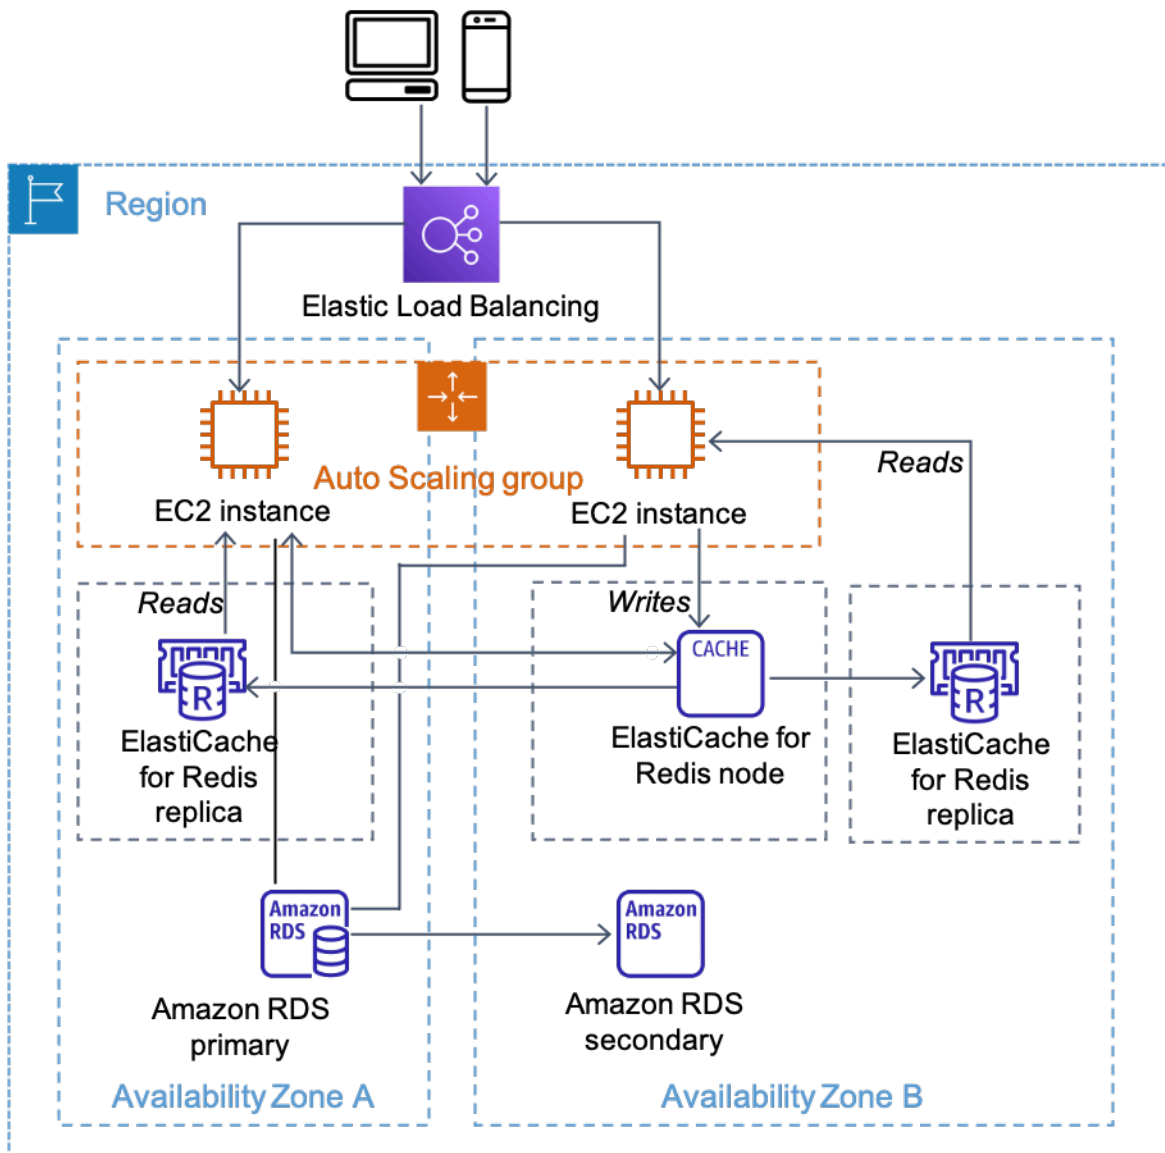 Region
Elastic Load Balancing
Reads
Auto Scaling group
EC2 instance
EC2 instance
Reads
Writes
CACHE
R
R
ElastiCache
for Redis
replica
ElastiCache for
Redis node
ElastiCache
for Redis
replica
Amazon
RDS
Amazon
RDS
Amazon RDS
primary
Amazon RDS
secondary
Availability Zone A
Availability Zone B